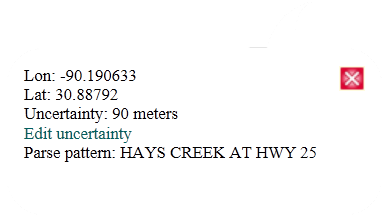 Lon: -90.190633
Lat: 30.88792
Uncertainty: 90 meters
Edit uncertainty
Parse pattern: HAYS CREEK AT HWY 25